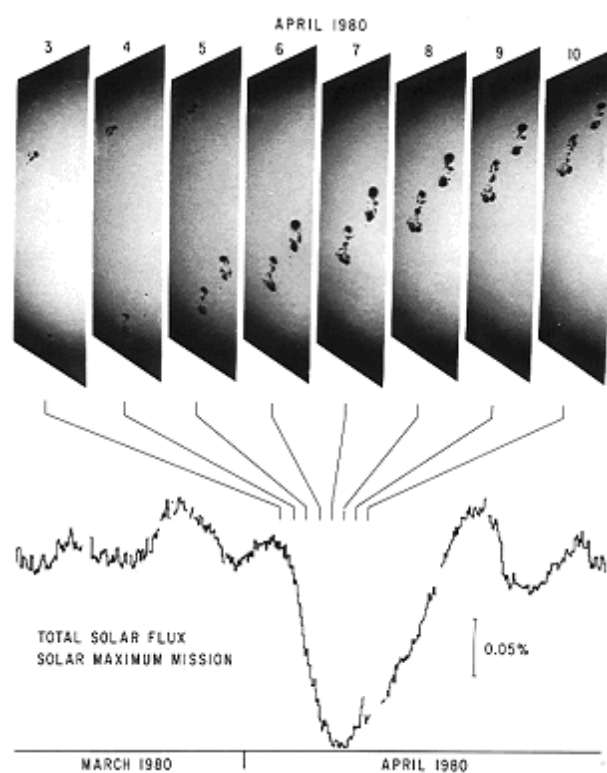 APRIL 1980
3 4 5 6 7 8 9 10
TOTAL SOLAR FLUX
SOLAR MAXIMUM MISSION
0.05%
MARCH 1980 APRIL 1980